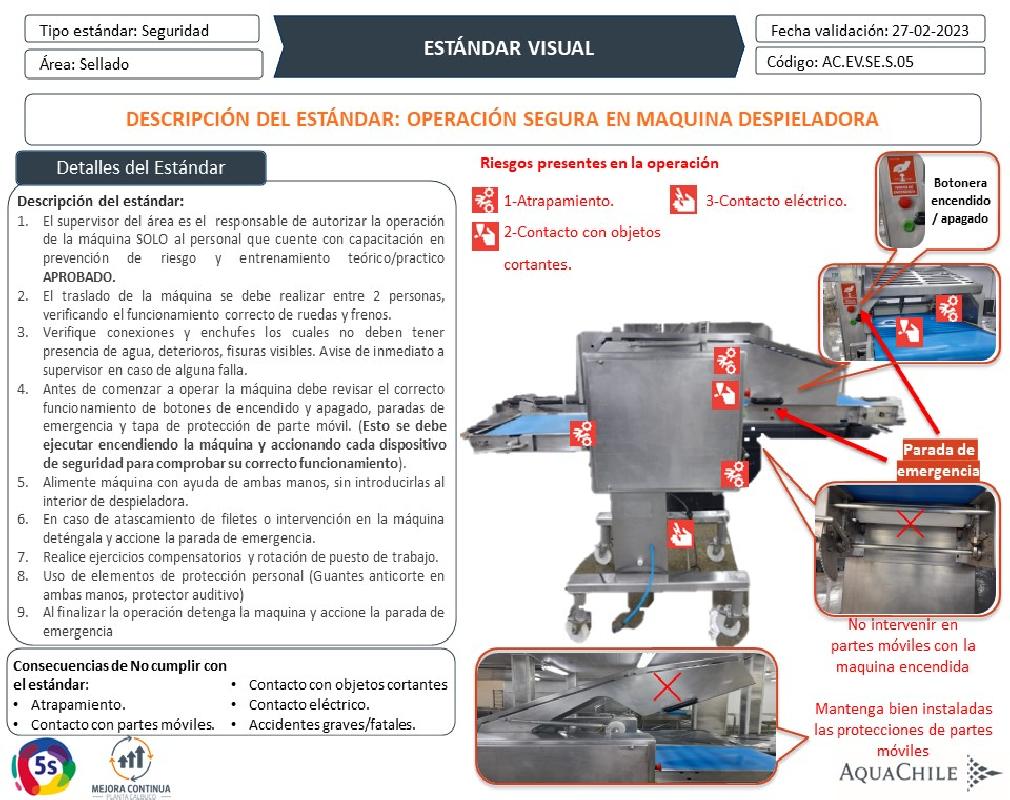 Tipo estándar: Seguridad
Área: Sellado
ESTÁNDAR VISUAL
Fecha validación: 27-02-2023
Código: AC.EV.SE.S.05
DESCRIPCIÓN DEL ESTÁNDAR: OPERACIÓN SEGURA EN MAQUINA DESPIELADORA
Detalles del Estándar
Descripción del estándar:
1. El supervisor del área es el responsable de autorizar la operación
de la máquina SOLO al personal que cuente con capacitación en
prevención de riesgo y entrenamiento teórico/practico
APROBADO.
2. El traslado de la máquina se debe realizar entre 2 personas,
verificando el funcionamiento correcto de ruedas y frenos.
3. Verifique conexiones y enchufes los cuales no deben tener
presencia de agua, deterioros, fisuras visibles. Avise de inmediato a
supervisor en caso de alguna falla.
4. Antes de comenzar a operar la máquina debe revisar el correcto
funcionamiento de botones de encendido y apagado, paradas de
emergencia y tapa de protección de parte móvil. (Esto se debe
ejecutar encendiendo la máquina y accionando cada dispositivo
de seguridad para comprobar su correcto funcionamiento).
5. Alimente máquina con ayuda de ambas manos, sin introducirlas al
interior de despieladora.
6. En caso de atascamiento de filetes o intervención en la máquina
deténgala y accione la parada de emergencia.
7. Realice ejercicios compensatorios y rotación de puesto de trabajo.
8. Uso de elementos de protección personal (Guantes anticorte en
ambas manos, protector auditivo)
9. Al finalizar la operación detenga la maquina y accione la parada de
emergencia
Consecuencias de No cumplir con
el estándar:
• Atrapamiento.
• Contacto con partes móviles.
• Contacto con objetos cortantes
• Contacto eléctrico.
• Accidentes graves/fatales.
Riesgos presentes en la operación
1-Atrapamiento.
3-Contacto eléctrico.
2-Contacto con objetos
cortantes.
Botonera
encendido
/ apagado
Parada de
emergencia
No intervenir en
partes móviles con la
maquina encendida
Mantenga bien instaladas
las protecciones de partes
móviles
5s
MEJORA CONTINUA
PLANTA CALBUCO
AQUACHILE